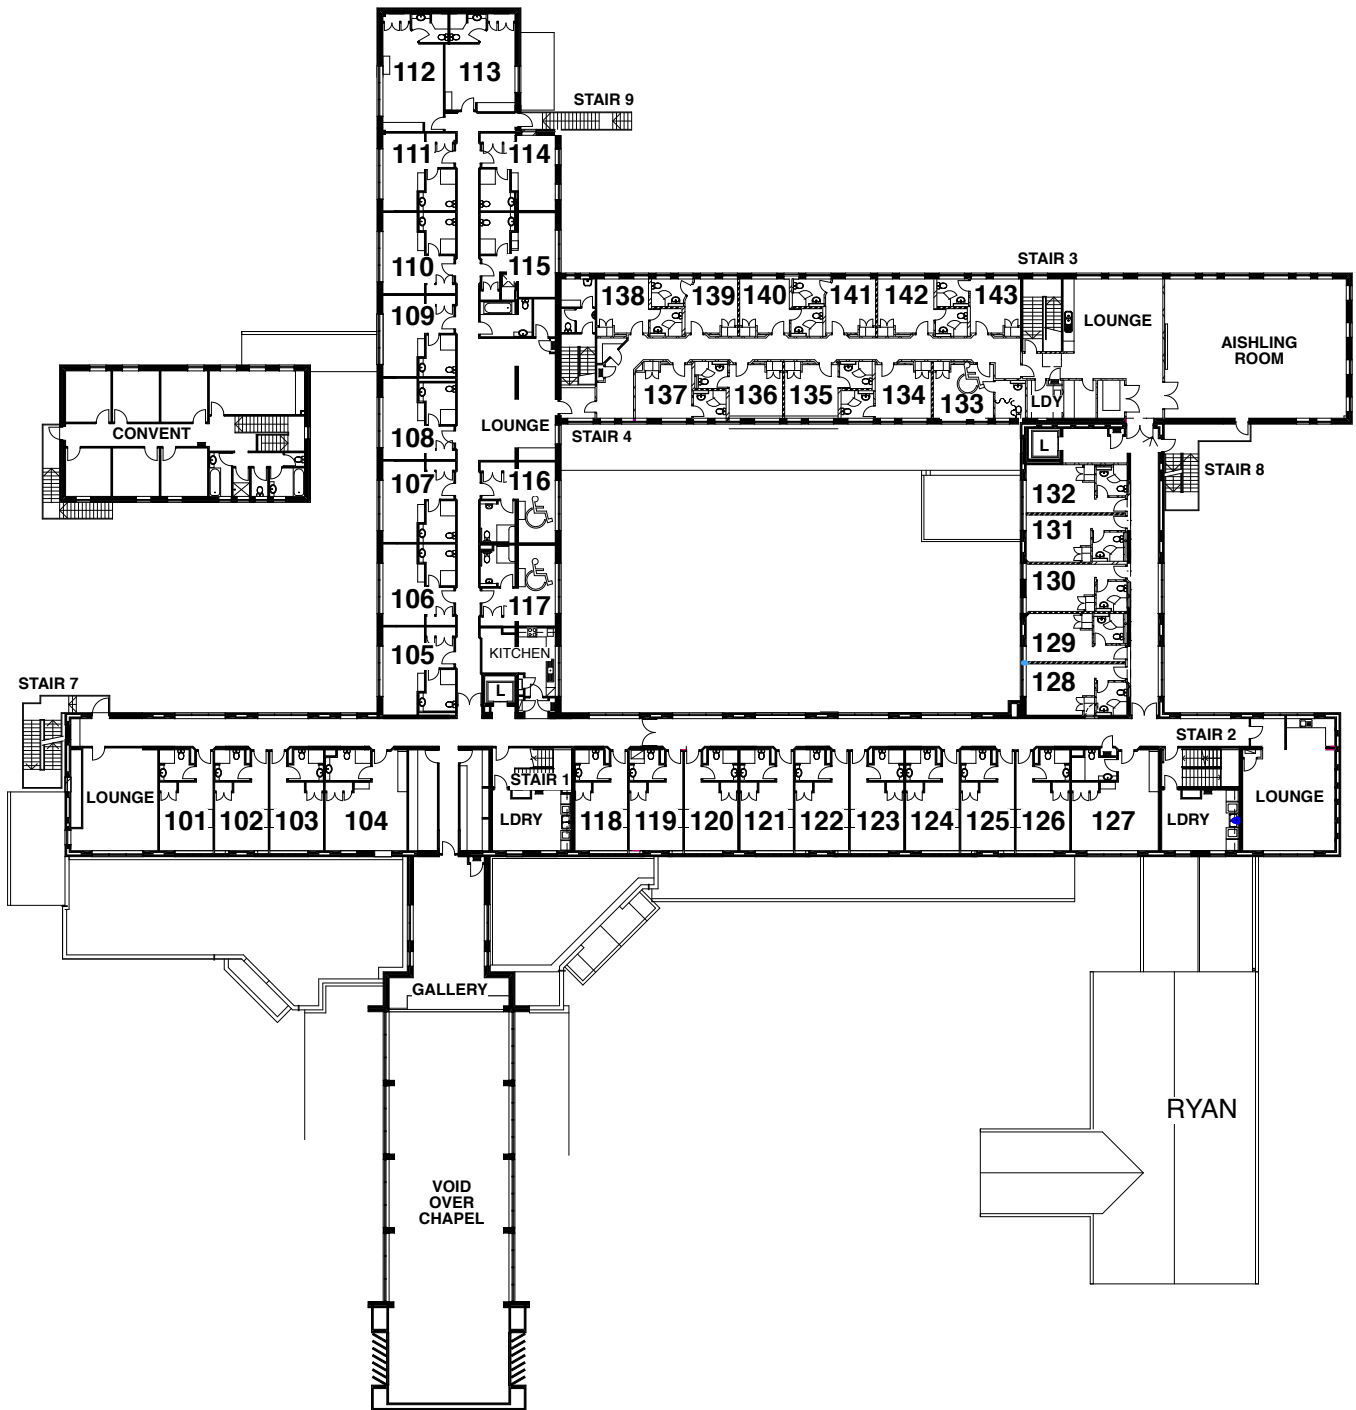 112
113
STAIR 9
111
114
110
115
STAIR 3
138
139
140
141
142
143
109
LOUNGE
AISHLING
ROOM
137
136
135
134
133
LDY
CONVENT
108
LOUNGE
STAIR 4
L
STAIR 8
107
116
132
131
130
106
117
129
105
KITCHEN
128
STAIR 7
L
STAIR 2
STAIR 1
LOUNGE
101
102
103
104
LDRY
118
119
120
121
122
123
124
125
126
127
LDRY
LOUNGE
GALLERY
RYAN
VOID
OVER
CHAPEL